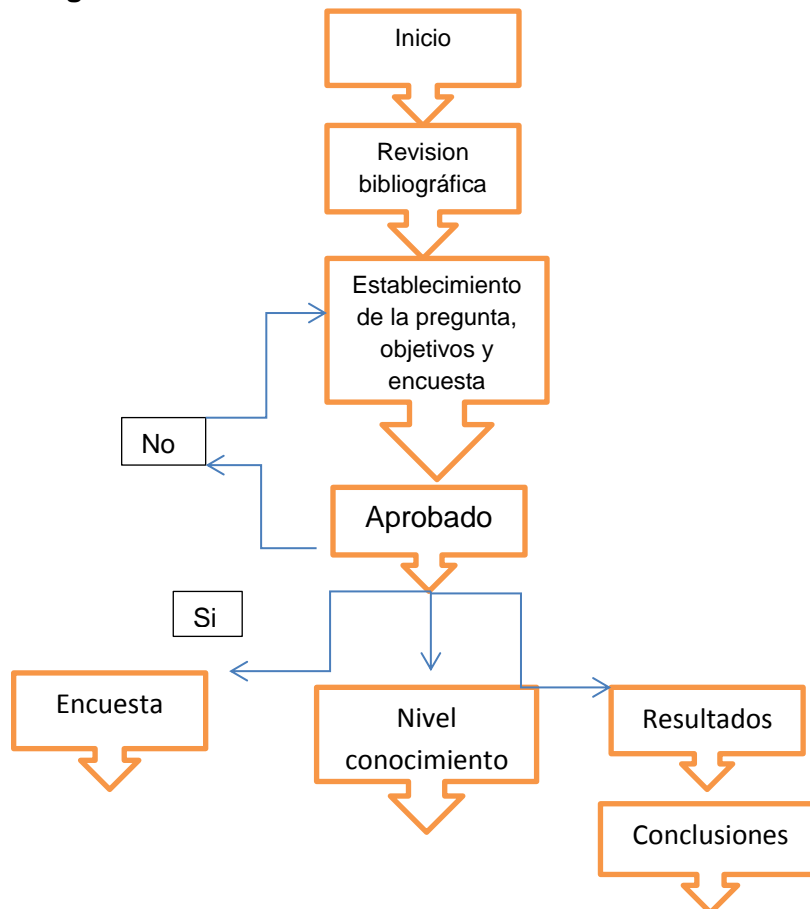 Inicio
Revision
bibliográfica
Establecimiento
de la pregunta,
objetivos y
encuesta
No
Aprobado
Si
Encuesta
Nivel
conocimiento
Resultados
Conclusiones